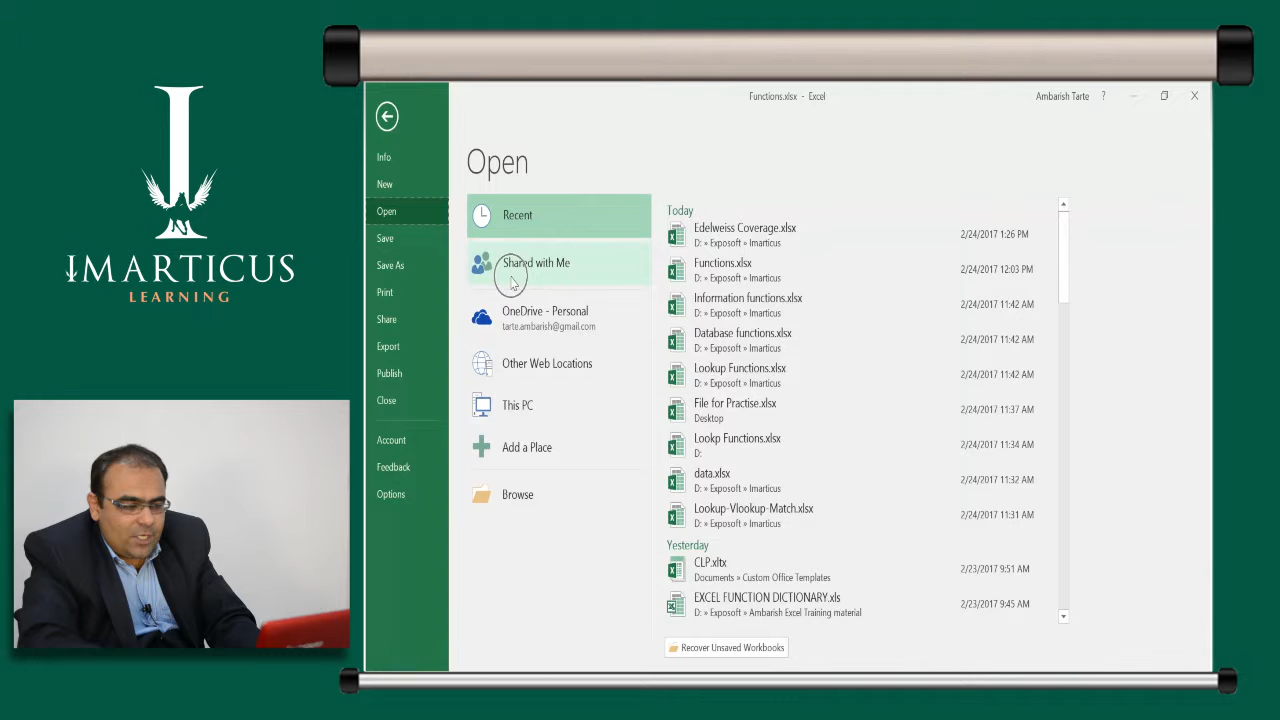 IMARTICUS
LEARNING
Functions.xlsx - Excel
Ambarish Tarte
?
Info
New
Open
Save
Save As
Print
Share
Export
Publish
Close
Account
Feedback
Options
Open
Recent
Shared with Me
OneDrive - Personal
tarte.ambarish@gmail.com
Other Web Locations
This PC
Add a Place
Browse
Today
Edelweiss Coverage.xlsx
D: » Exposoft » Imarticus
2/24/2017 1:26 PM
Functions.xlsx
D: » Exposoft » Imarticus
2/24/2017 12:03 PM
Information functions.xlsx
D: » Exposoft » Imarticus
2/24/2017 11:42 AM
Database functions.xlsx
D: » Exposoft » Imarticus
2/24/2017 11:42 AM
Lookup Functions.xlsx
D: » Exposoft » Imarticus
2/24/2017 11:42 AM
File for Practise.xlsx
Desktop
2/24/2017 11:37 AM
Lookp Functions.xlsx
D:
2/24/2017 11:34 AM
data.xlsx
D: » Exposoft » Imarticus
2/24/2017 11:32 AM
Lookup-Vlookup-Match.xlsx
D: » Exposoft » Imarticus
2/24/2017 11:31 AM
Yesterday
CLP.xltx
Documents » Custom Office Templates
2/23/2017 9:51 AM
EXCEL FUNCTION DICTIONARY.xls
D: » Exposoft » Ambarish Excel Training material
2/23/2017 9:45 AM
Recover Unsaved Workbooks